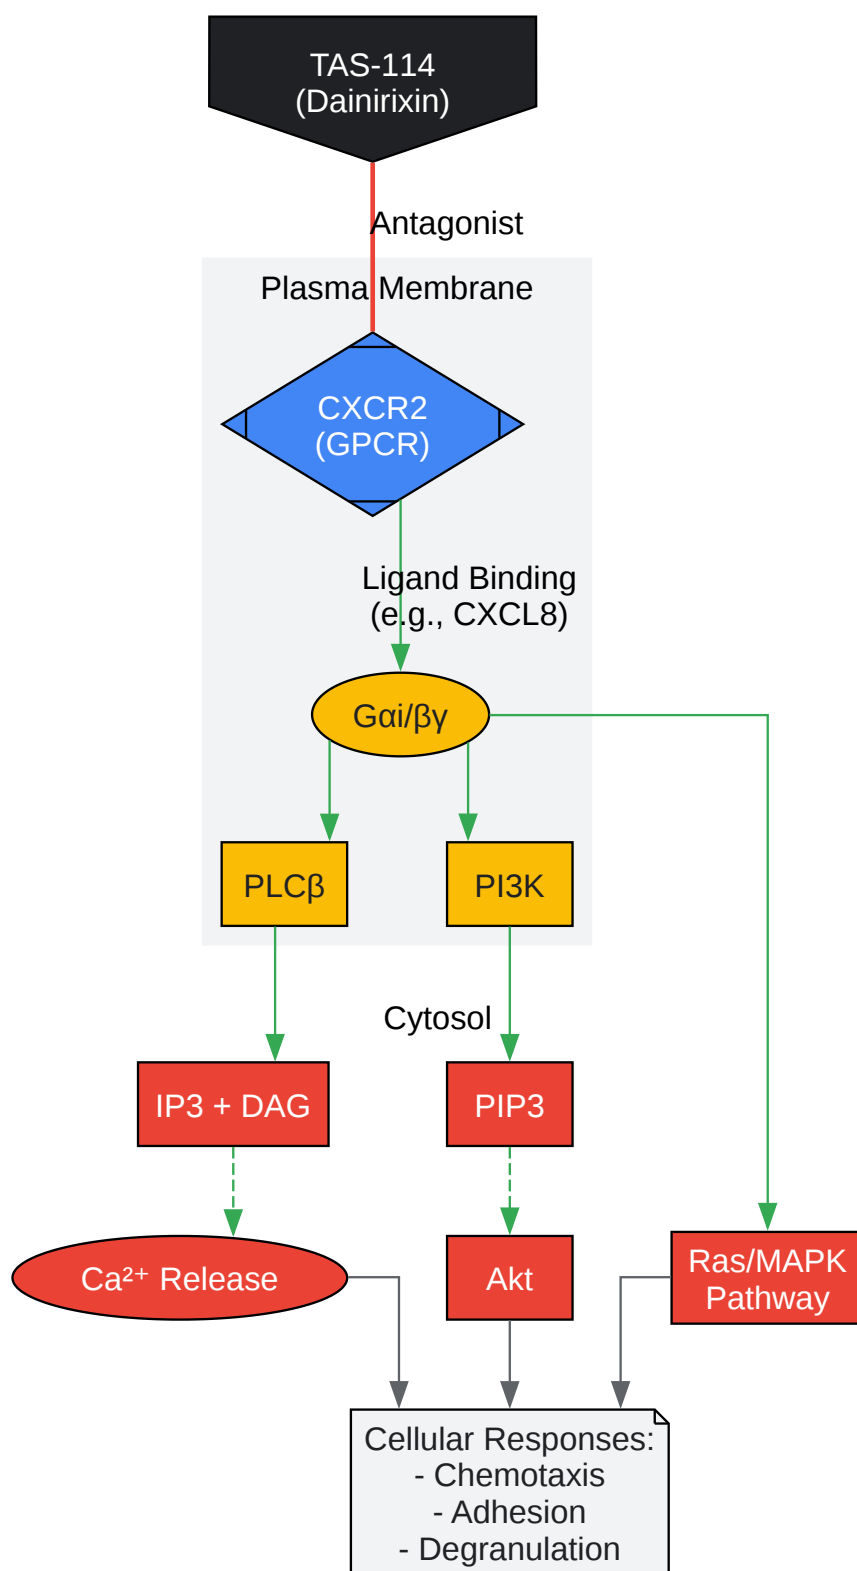 TAS-114
(Dainirixin)
Antagonist
Plasma Membrane
CXCR2
(GPCR)
Ligand Binding
(e.g., CXCL8)
Gαi/βγ
PLCβ
PI3K
Cytosol
IP3 + DAG
PIP3
Ca²⁺ Release
Akt
Ras/MAPK
Pathway
Cellular Responses:
- Chemotaxis
- Adhesion
- Degranulation